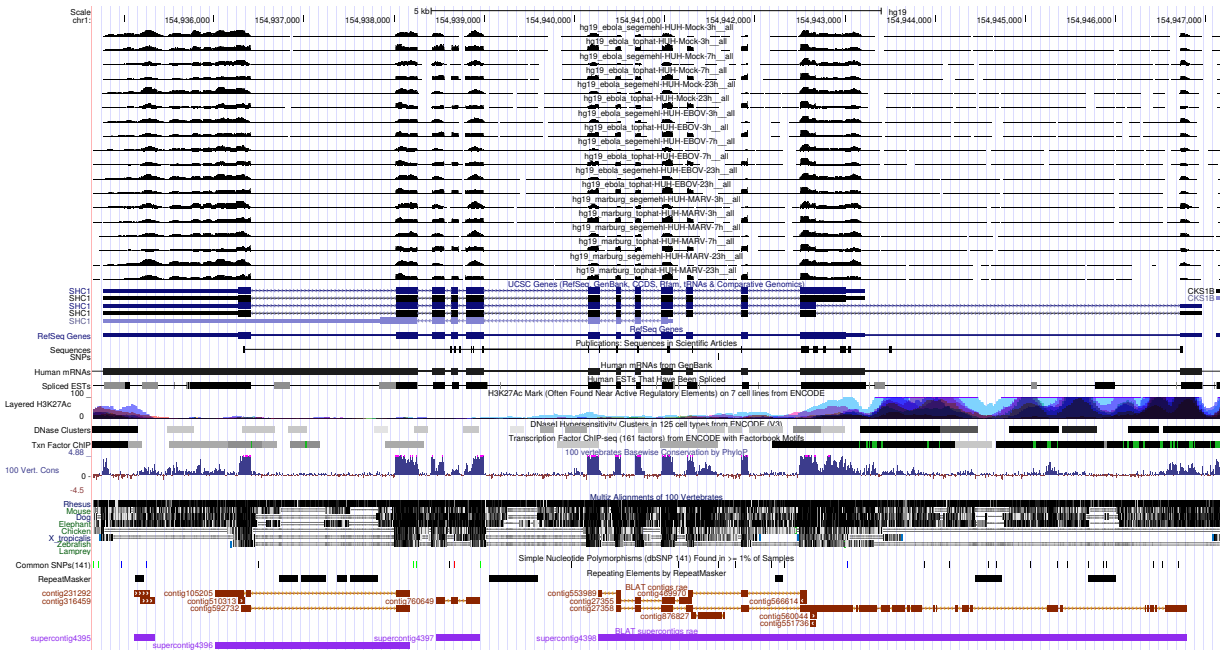 Scale 5 kb hg19
chr1: 154,936,000 154,937,000 154,938,000 154,939,000 154,940,000 154,941,000 154,942,000 154,943,000 154,944,000 154,945,000 154,946,000 154,947,000
hg19_ebola_segemehl-HUH-Mock-3h__all
hg19_ebola_tophat-HUH-Mock-3h__all
hg19_ebola_segemehl-HUH-Mock-7h__all
hg19_ebola_tophat-HUH-Mock-7h__all
hg19_ebola_segemehl-HUH-Mock-23h__all
hg19_ebola_tophat-HUH-Mock-23h__all
hg19_ebola_segemehl-HUH-EBOV-3h__all
hg19_ebola_tophat-HUH-EBOV-3h__all
hg19_ebola_segemehl-HUH-EBOV-7h__all
hg19_ebola_tophat-HUH-EBOV-7h__all
hg19_ebola_segemehl-HUH-EBOV-23h__all
hg19_ebola_tophat-HUH-EBOV-23h__all
hg19_marburg_segemehl-HUH-MARV-3h__all
hg19_marburg_tophat-HUH-MARV-3h__all
hg19_marburg_segemehl-HUH-MARV-7h__all
hg19_marburg_tophat-HUH-MARV-7h__all
hg19_marburg_segemehl-HUH-MARV-23h__all
hg19_marburg_tophat-HUH-MARV-23h__all
UCSC Genes (RefSeq, GenBank, CCDS, Rfam, tRNAs & Comparative Genomics)
SHC1 CKS1B
SHC1 CKS1B
SHC1
SHC1
SHC1
RefSeq Genes
RefSeq Genes
Publications: Sequences in Scientific Articles
Sequences
SNPs
Human mRNAs from GenBank
Human mRNAs
Human ESTs That Have Been Spliced
Spliced ESTs
100 _
H3K27Ac Mark (Often Found Near Active Regulatory Elements) on 7 cell lines from ENCODE
Layered H3K27Ac
DNaseI Hypersensitivity Clusters in 125 cell types from ENCODE (V3)
DNase Clusters
Transcription Factor ChIP-seq (161 factors) from ENCODE with Factorbook Motifs
Txn Factor ChIP
4.88 _
100 vertebrates Basewise Conservation by PhyloP
100 Vert. Cons
0 -
-4.5
Multiz Alignments of 100 Vertebrates
Rhesus
Mouse
Dog
Elephant
Chicken
X_tropicalis
Zebrafish
Lamprey
Simple Nucleotide Polymorphisms (dbSNP 141) Found in >= 1% of Samples
Common SNPs(141)
Repeating Elements by RepeatMasker
RepeatMasker
BLAT contigs rae
contig231292 contig105205 contig553989 contig469970
contig316459 contig510313 contig760649 contig27355 contig566614
contig592732 contig27358
contig876827 contig560044
contig551736
BLAT supercontigs rae
supercontig4395 supercontig4397 supercontig4398
supercontig4396